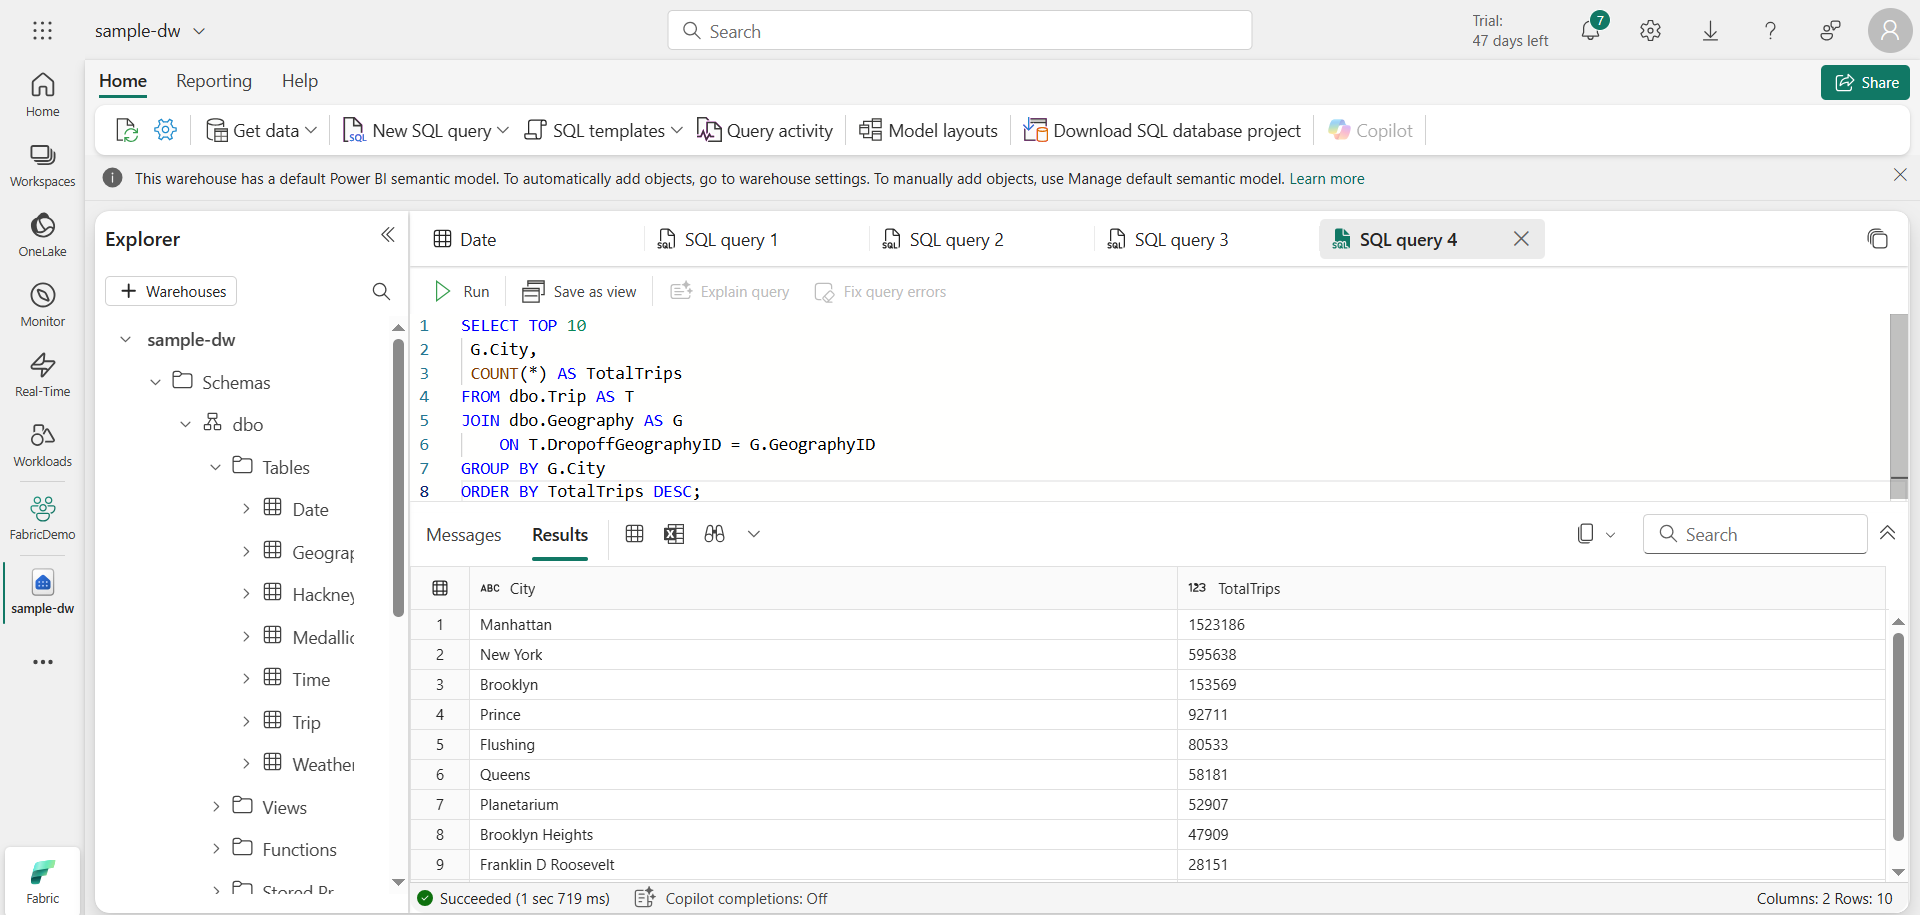 sample-dw
Search
Trial:
47 days left
7
Home
Reporting
Help
Share
Get data
New SQL query
SQL templates
Query activity
Model layouts
Download SQL database project
Copilot
This warehouse has a default Power BI semantic model. To automatically add objects, go to warehouse settings. To manually add objects, use Manage default semantic model. Learn more
Home
Workspaces
OneLake
Monitor
Real-Time
Workloads
FabricDemo
sample-dw
Fabric
Explorer
+ Warehouses
sample-dw
Schemas
dbo
Tables
Date
Geograp
Hackney
Medallic
Time
Trip
Weather
Views
Functions
Stored Pr
Date
SQL query 1
SQL query 2
SQL query 3
SQL query 4
Run
Save as view
Explain query
Fix query errors
1 SELECT TOP 10
2 G.City,
3 COUNT(*) AS TotalTrips
4 FROM dbo.Trip AS T
5 JOIN dbo.Geography AS G
6 ON T.DropoffGeographyID = G.GeographyID
7 GROUP BY G.City
8 ORDER BY TotalTrips DESC;
Messages
Results
Search
ABC City 123 TotalTrips
1 Manhattan 1523186
2 New York 595638
3 Brooklyn 153569
4 Prince 92711
5 Flushing 80533
6 Queens 58181
7 Planetarium 52907
8 Brooklyn Heights 47909
9 Franklin D Roosevelt 28151
Succeeded (1 sec 719 ms)
Copilot completions: Off
Columns: 2 Rows: 10